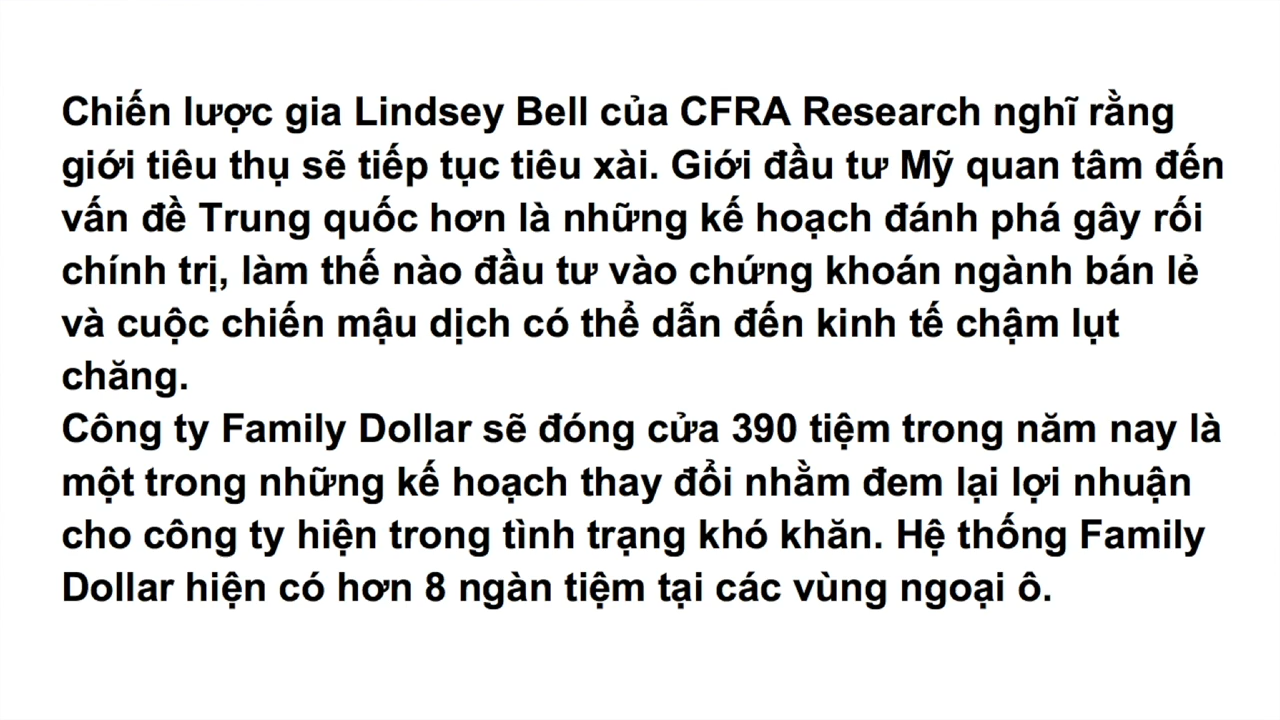 Chiến lược gia Lindsey Bell của CFRA Research nghĩ rằng
giới tiêu thụ sẽ tiếp tục tiêu xài. Giới đầu tư Mỹ quan tâm đến
vấn đề Trung quốc hơn là những kế hoạch đánh phá gây rối
chính trị, làm thế nào đầu tư vào chứng khoán ngành bán lẻ
và cuộc chiến mậu dịch có thể dẫn đến kinh tế chậm lụt
chăng.
Công ty Family Dollar sẽ đóng cửa 390 tiệm trong năm nay là
một trong những kế hoạch thay đổi nhằm đem lại lợi nhuận
cho công ty hiện trong tình trạng khó khăn. Hệ thống Family
Dollar hiện có hơn 8 ngàn tiệm tại các vùng ngoại ô.